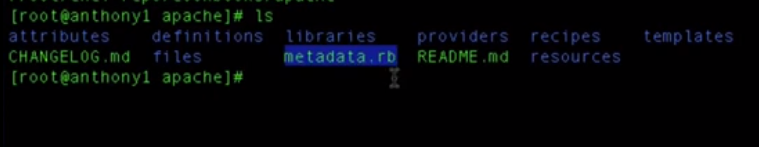 [root@anthony1 apache]# ls
attributes definitions libraries providers recipes templates
CHANGELOG.md files metadata.rb README.md resources
[root@anthony1 apache]#